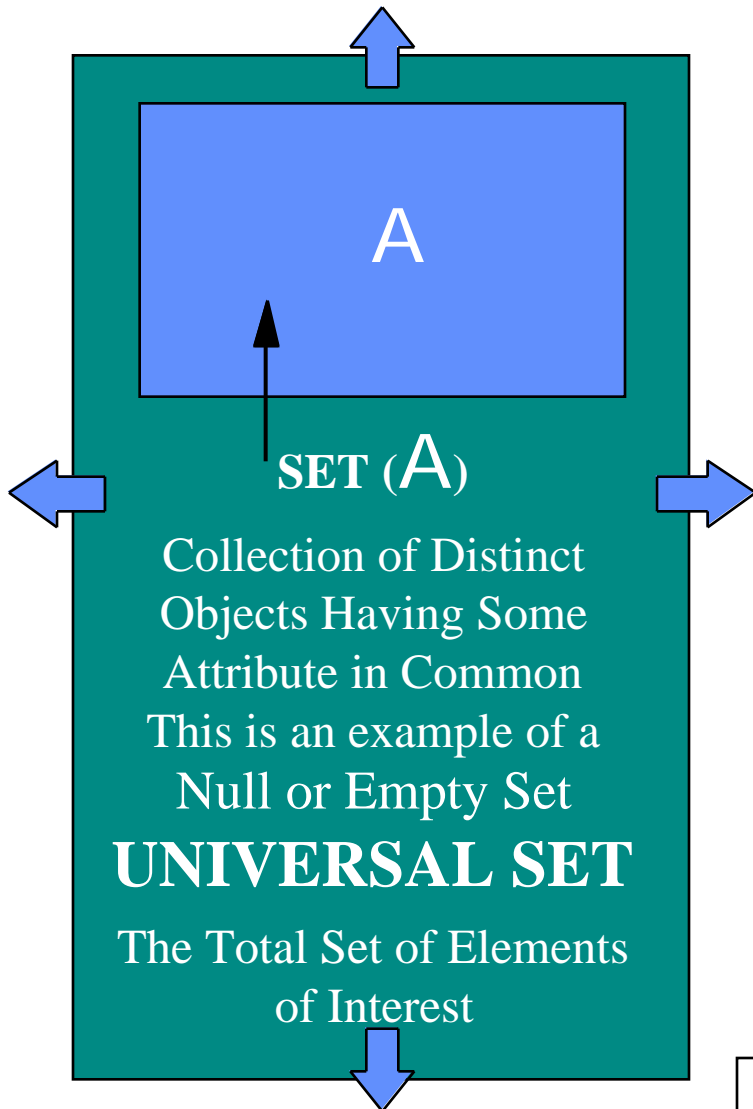 A
SET (A)
Collection of Distinct
Objects Having Some
Attribute in Common
This is an example of a
Null or Empty Set
UNIVERSAL SET
The Total Set of Elements
of Interest